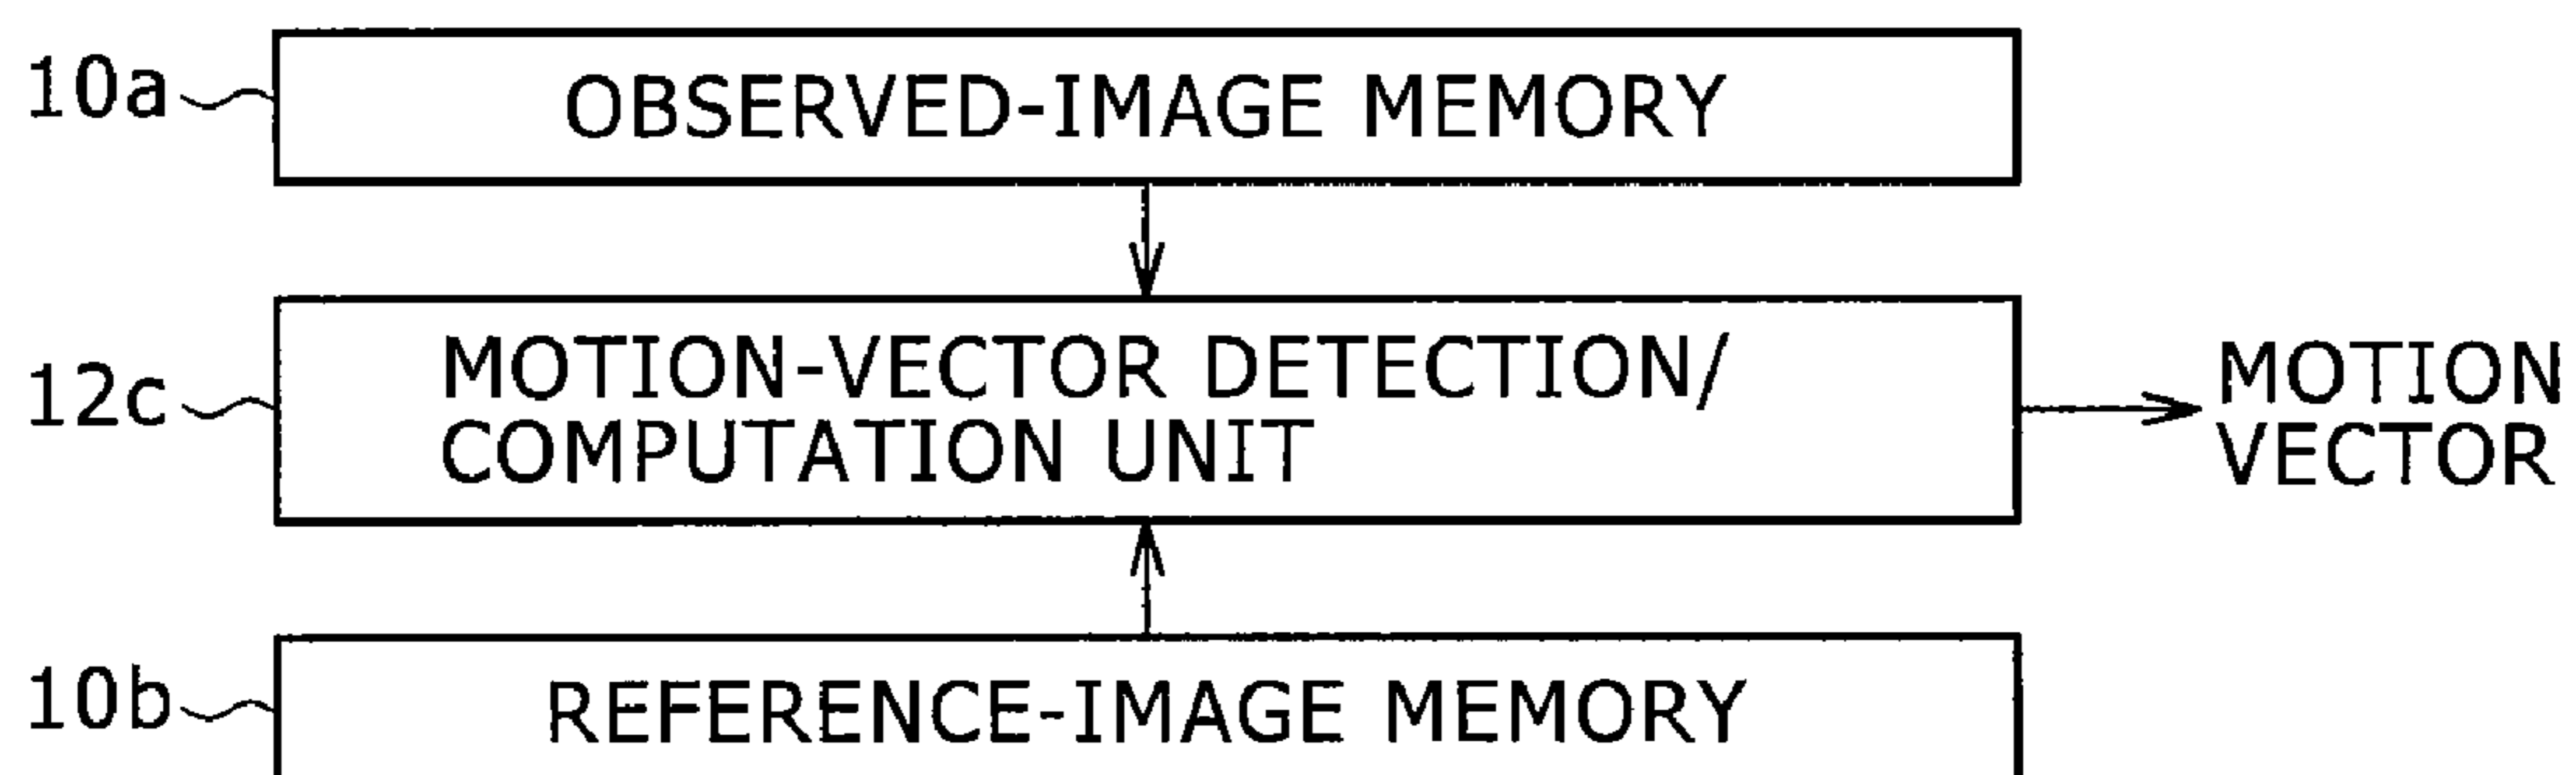 10a
OBSERVED-IMAGE MEMORY
12c
MOTION-VECTOR DETECTION/
COMPUTATION UNIT
MOTION
VECTOR
10b
REFERENCE-IMAGE MEMORY